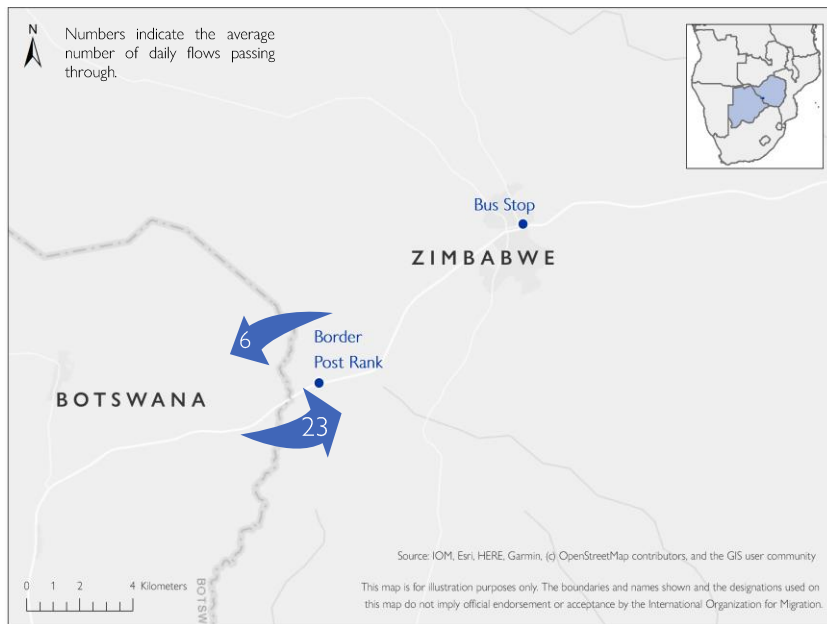 N
Numbers indicate the average
number of daily flows passing
through.
Bus Stop
ZIMBABWE
6
Border
Post Rank
BOTSWANA
23
Source: IOM, Esri, HERE, Garmin, (c) OpenStreetMap contributors, and the GIS user community
0 1 2 4 Kilometers
BOTSW
This map is for illustration purposes only. The boundaries and names shown and the designations used on
this map do not imply official endorsement or acceptance by the International Organization for Migration.